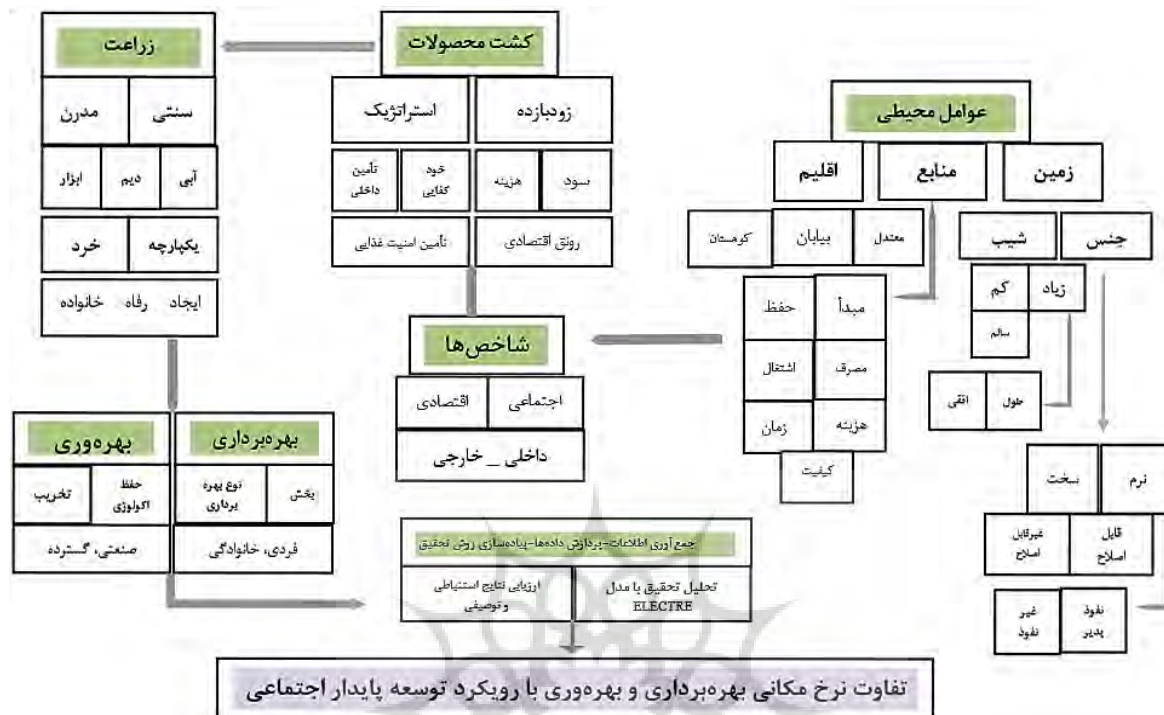 عوامل محیطی
زمین
منابع
اقلیم
جنس
شیب
معتدل
بیابان
کوهستان
زیاد
کم
سالم
طول
افقی
مبدأ
حفظ
مصرف
اشتغال
هزینه
زمان
کیفیت
نرم
سخت
قابل
اصلاح
غیرقابل
اصلاح
نفوذ
پدیر
غیر
نفوذ
شاخص‌ها
اجتماعی
اقتصادی
داخلی _ خارجی
کشت محصولات
زودبازده
استراتژیک
سود
هزینه
خود
کفایی
تأمین
داخلی
رونق اقتصادی
تأمین امنیت غذایی
زراعت
سنتی
مدرن
آبی
دیم
ابزار
یکپارچه
خرد
ایجاد رفاه خانواده
بهره‌برداری
بخش
نوع بهره
برداری
فردی، خانوادگی
بهره‌وری
حفظ
اکولوژی
تخریب
صنعتی، گسترده
جمع آوری اطلاعات-پردازش داده‌ها-پیاده‌سازی روش تحقیق
تحلیل تحقیق با مدل
ELECTRE
ارزیابی نتایج استنباطی
و توصیفی
تفاوت نرخ مکانی بهره‌برداری و بهره‌وری با رویکرد توسعه پایدار اجتماعی